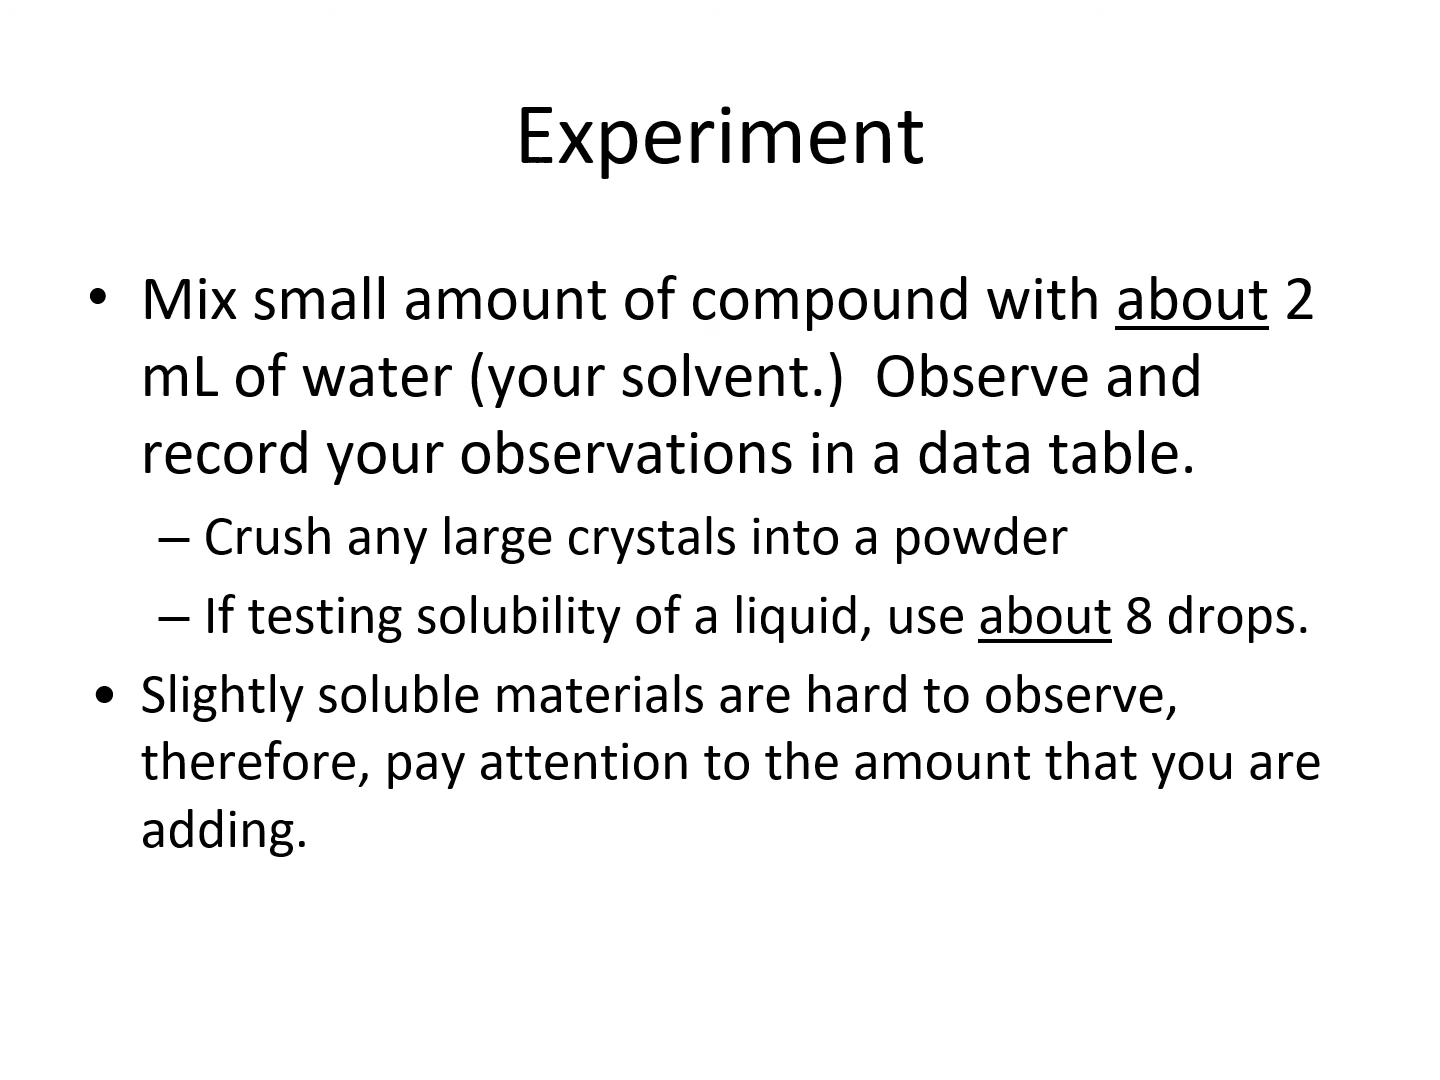 Experiment
• Mix small amount of compound with about 2
mL of water (your solvent.)  Observe and
record your observations in a data table.
– Crush any large crystals into a powder
– If testing solubility of a liquid, use about 8 drops.
• Slightly soluble materials are hard to observe,
therefore, pay attention to the amount that you are
adding.